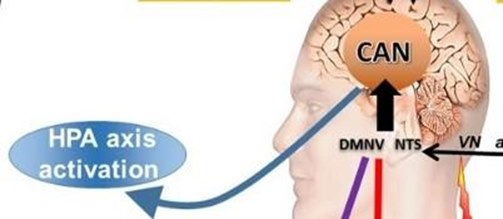 CAN
HPA axis
activation
DMNV NTS
VN a